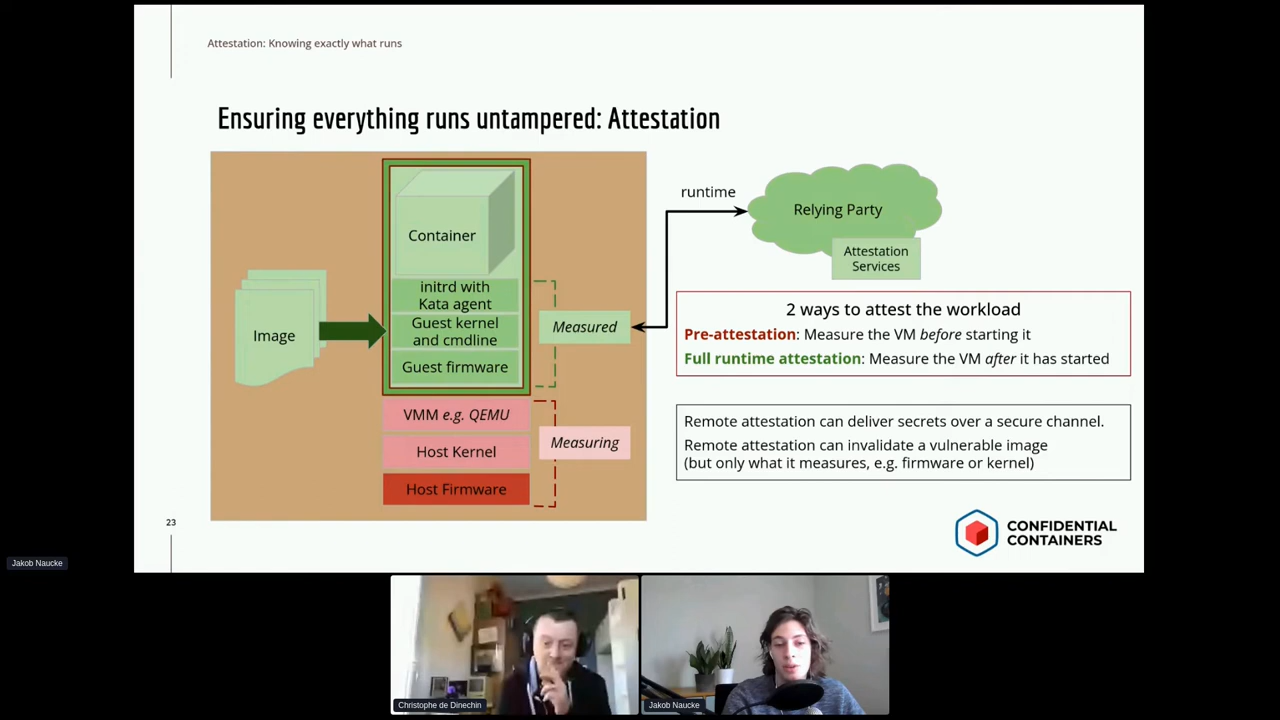 Attestation: Knowing exactly what runs
Ensuring everything runs untampered: Attestation
Container
initrd with
Kata agent
Guest kernel
and cmdline
Guest firmware
Image
Measured
VMM e.g. QEMU
Host Kernel
Host Firmware
Measuring
runtime
Relying Party
Attestation
Services
2 ways to attest the workload
Pre-attestation: Measure the VM before starting it
Full runtime attestation: Measure the VM after it has started
Remote attestation can deliver secrets over a secure channel.
Remote attestation can invalidate a vulnerable image
(but only what it measures, e.g. firmware or kernel)
23
CONFIDENTIAL
CONTAINERS
Jakob Naucke
Christophe de Dinechin
Jakob Naucke